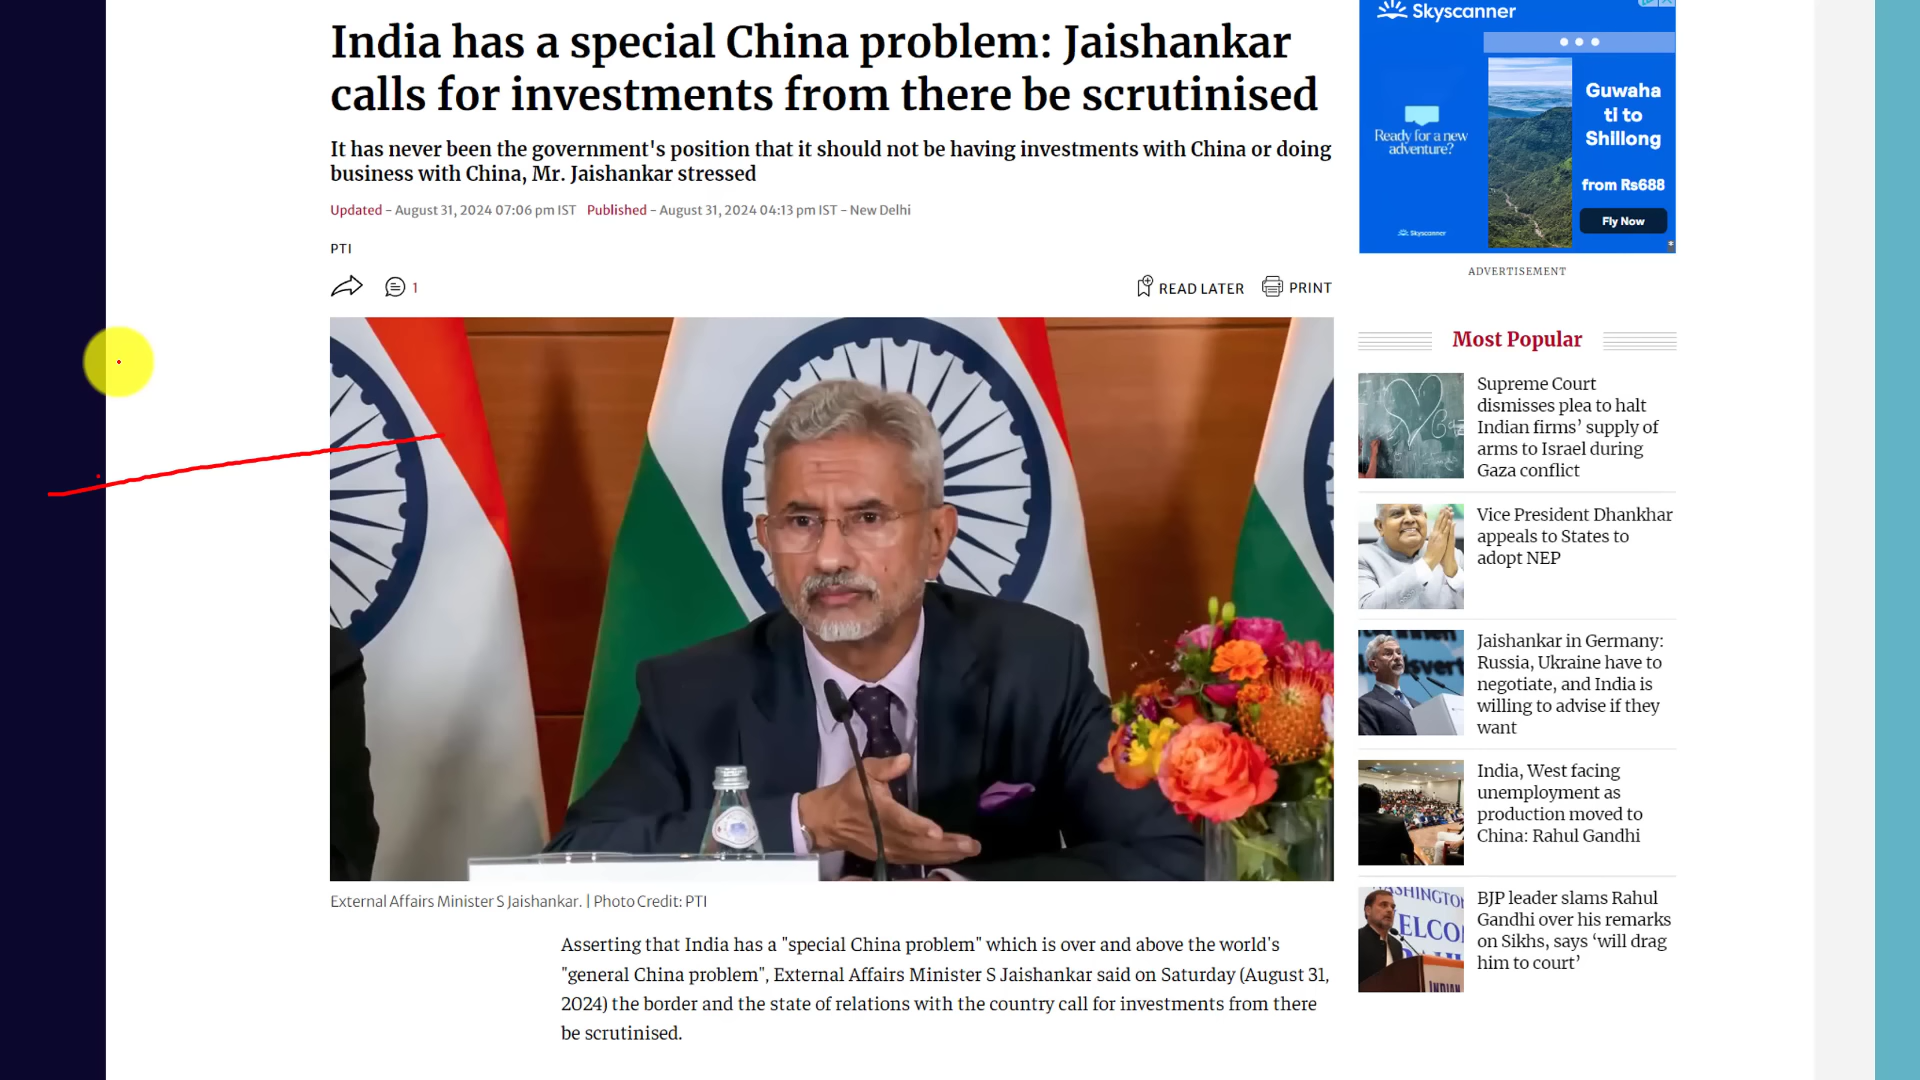 India has a special China problem: Jaishankar
calls for investments from there be scrutinised
It has never been the government's position that it should not be having investments with China or doing
business with China, Mr. Jaishankar stressed
Updated - August 31, 2024 07:06 pm IST Published - August 31, 2024 04:13 pm IST - New Delhi
PTI
1
READ LATER PRINT
External Affairs Minister S Jaishankar. | Photo Credit: PTI
Asserting that India has a "special China problem" which is over and above the world's
"general China problem", External Affairs Minister S Jaishankar said on Saturday (August 31,
2024) the border and the state of relations with the country call for investments from there
be scrutinised.
Skyscanner
Ready for a new
adventure?
Skyscanner
Guwaha
ti to
Shillong
from Rs688
Fly Now
*
ADVERTISEMENT
Most Popular
Supreme Court
dismisses plea to halt
Indian firms’ supply of
arms to Israel during
Gaza conflict
Vice President Dhankhar
appeals to States to
adopt NEP
Jaishankar in Germany:
Russia, Ukraine have to
negotiate, and India is
willing to advise if they
want
India, West facing
unemployment as
production moved to
China: Rahul Gandhi
WASHINGTO
ELCO
INDIAN
BJP leader slams Rahul
Gandhi over his remarks
on Sikhs, says ‘will drag
him to court’